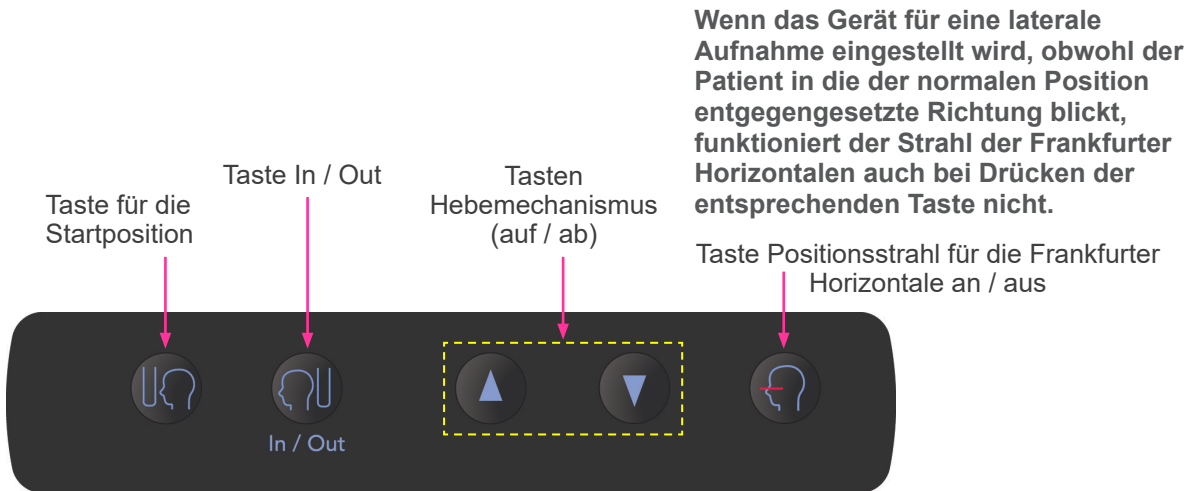 Wenn das Gerät für eine laterale
Aufnahme eingestellt wird, obwohl der
Patient in die der normalen Position
entgegengesetzte Richtung blickt,
funktioniert der Strahl der Frankfurter
Horizontalen auch bei Drücken der
entsprechenden Taste nicht.
Taste für die
Startposition
Taste In / Out
Tasten
Hebemechanismus
(auf / ab)
Taste Positionsstrahl für die Frankfurter
Horizontale an / aus
In / Out